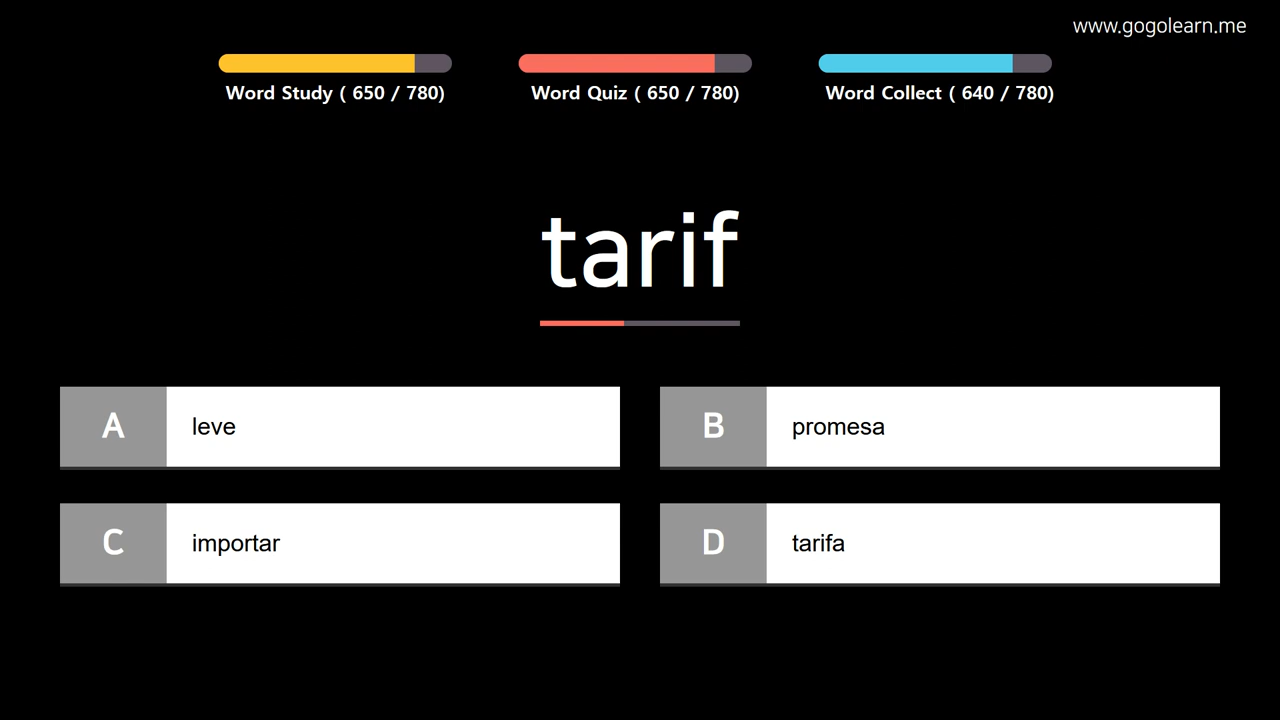 www.gogolearn.me
Word Study ( 650 / 780)
Word Quiz ( 650 / 780)
Word Collect ( 640 / 780)
tarif
A leve
B promesa
C importar
D tarifa